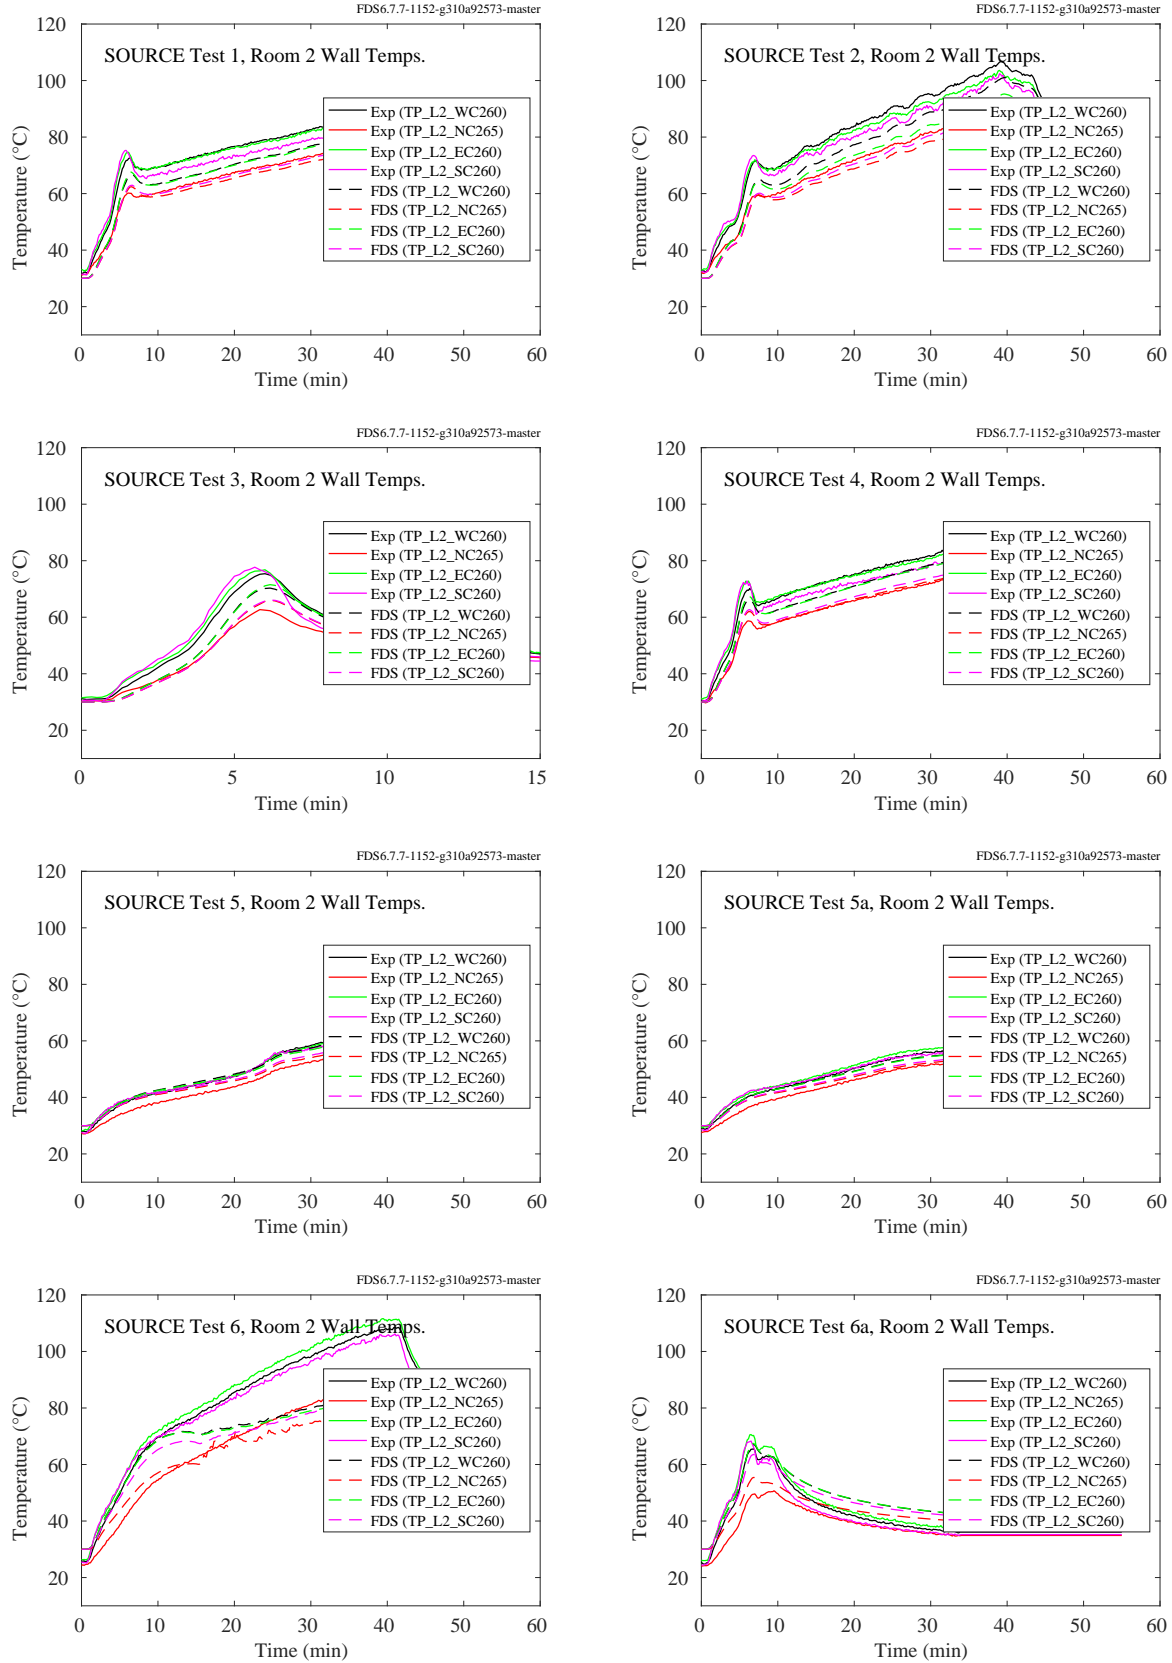 FDS6.7.7-1152-g310a92573-master
SOURCE Test 1, Room 2 Wall Temps.
Temperature (°C)
120
100
80
60
40
20
0 10 20 30 40 50 60
Time (min)
Exp (TP_L2_WC260)
Exp (TP_L2_NC265)
Exp (TP_L2_EC260)
Exp (TP_L2_SC260)
FDS (TP_L2_WC260)
FDS (TP_L2_NC265)
FDS (TP_L2_EC260)
FDS (TP_L2_SC260)
FDS6.7.7-1152-g310a92573-master
SOURCE Test 2, Room 2 Wall Temps.
Temperature (°C)
120
100
80
60
40
20
0 10 20 30 40 50 60
Time (min)
Exp (TP_L2_WC260)
Exp (TP_L2_NC265)
Exp (TP_L2_EC260)
Exp (TP_L2_SC260)
FDS (TP_L2_WC260)
FDS (TP_L2_NC265)
FDS (TP_L2_EC260)
FDS (TP_L2_SC260)
FDS6.7.7-1152-g310a92573-master
SOURCE Test 3, Room 2 Wall Temps.
Temperature (°C)
120
100
80
60
40
20
0 5 10 15
Time (min)
Exp (TP_L2_WC260)
Exp (TP_L2_NC265)
Exp (TP_L2_EC260)
Exp (TP_L2_SC260)
FDS (TP_L2_WC260)
FDS (TP_L2_NC265)
FDS (TP_L2_EC260)
FDS (TP_L2_SC260)
FDS6.7.7-1152-g310a92573-master
SOURCE Test 4, Room 2 Wall Temps.
Temperature (°C)
120
100
80
60
40
20
0 10 20 30 40 50 60
Time (min)
Exp (TP_L2_WC260)
Exp (TP_L2_NC265)
Exp (TP_L2_EC260)
Exp (TP_L2_SC260)
FDS (TP_L2_WC260)
FDS (TP_L2_NC265)
FDS (TP_L2_EC260)
FDS (TP_L2_SC260)
FDS6.7.7-1152-g310a92573-master
SOURCE Test 5, Room 2 Wall Temps.
Temperature (°C)
120
100
80
60
40
20
0 10 20 30 40 50 60
Time (min)
Exp (TP_L2_WC260)
Exp (TP_L2_NC265)
Exp (TP_L2_EC260)
Exp (TP_L2_SC260)
FDS (TP_L2_WC260)
FDS (TP_L2_NC265)
FDS (TP_L2_EC260)
FDS (TP_L2_SC260)
FDS6.7.7-1152-g310a92573-master
SOURCE Test 5a, Room 2 Wall Temps.
Temperature (°C)
120
100
80
60
40
20
0 10 20 30 40 50 60
Time (min)
Exp (TP_L2_WC260)
Exp (TP_L2_NC265)
Exp (TP_L2_EC260)
Exp (TP_L2_SC260)
FDS (TP_L2_WC260)
FDS (TP_L2_NC265)
FDS (TP_L2_EC260)
FDS (TP_L2_SC260)
FDS6.7.7-1152-g310a92573-master
SOURCE Test 6, Room 2 Wall Temps.
Temperature (°C)
120
100
80
60
40
20
0 10 20 30 40 50 60
Time (min)
Exp (TP_L2_WC260)
Exp (TP_L2_NC265)
Exp (TP_L2_EC260)
Exp (TP_L2_SC260)
FDS (TP_L2_WC260)
FDS (TP_L2_NC265)
FDS (TP_L2_EC260)
FDS (TP_L2_SC260)
FDS6.7.7-1152-g310a92573-master
SOURCE Test 6a, Room 2 Wall Temps.
Temperature (°C)
120
100
80
60
40
20
0 10 20 30 40 50 60
Time (min)
Exp (TP_L2_WC260)
Exp (TP_L2_NC265)
Exp (TP_L2_EC260)
Exp (TP_L2_SC260)
FDS (TP_L2_WC260)
FDS (TP_L2_NC265)
FDS (TP_L2_EC260)
FDS (TP_L2_SC260)